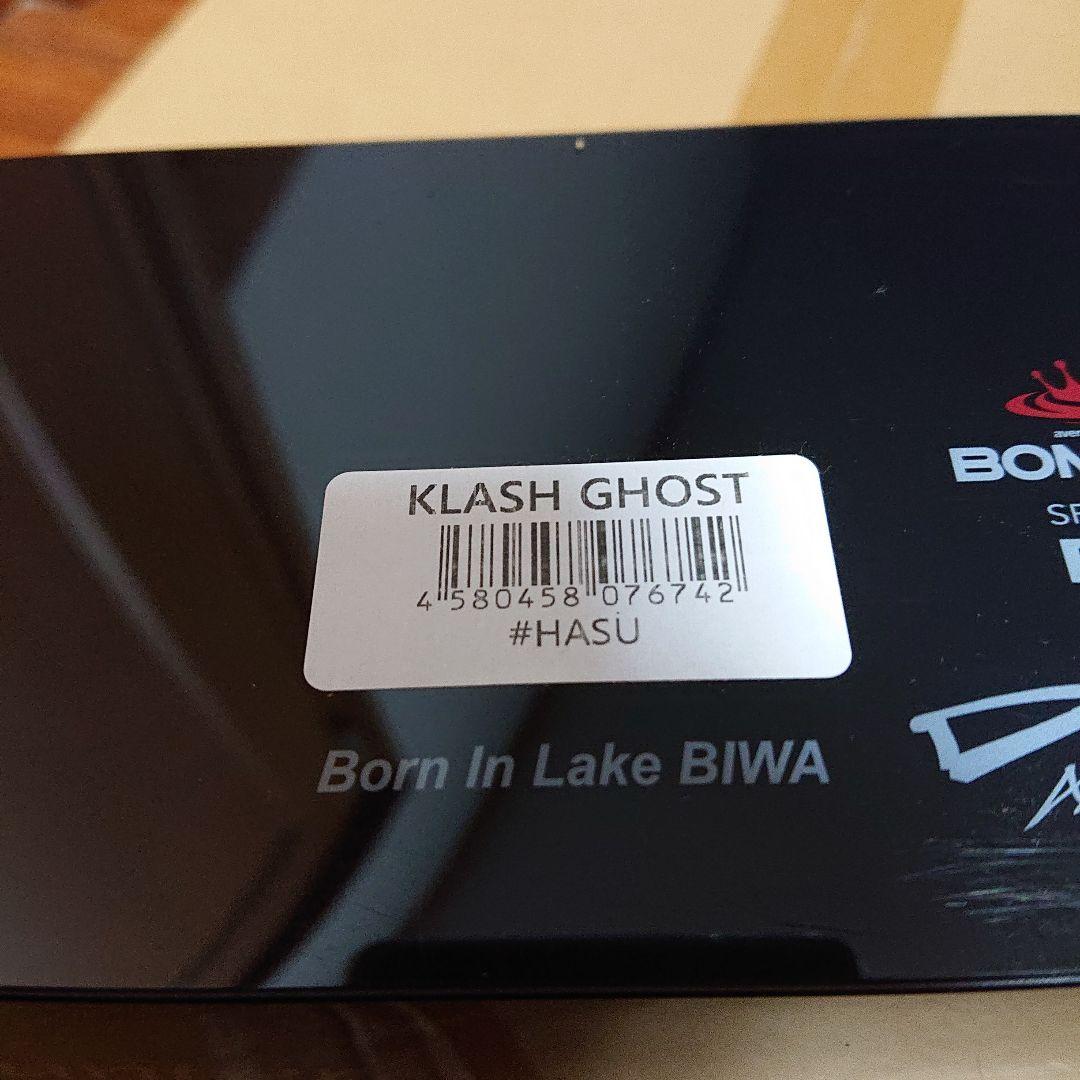 KLASH GHOST
4 580458 076742
#HASU
Born In Lake BIWA